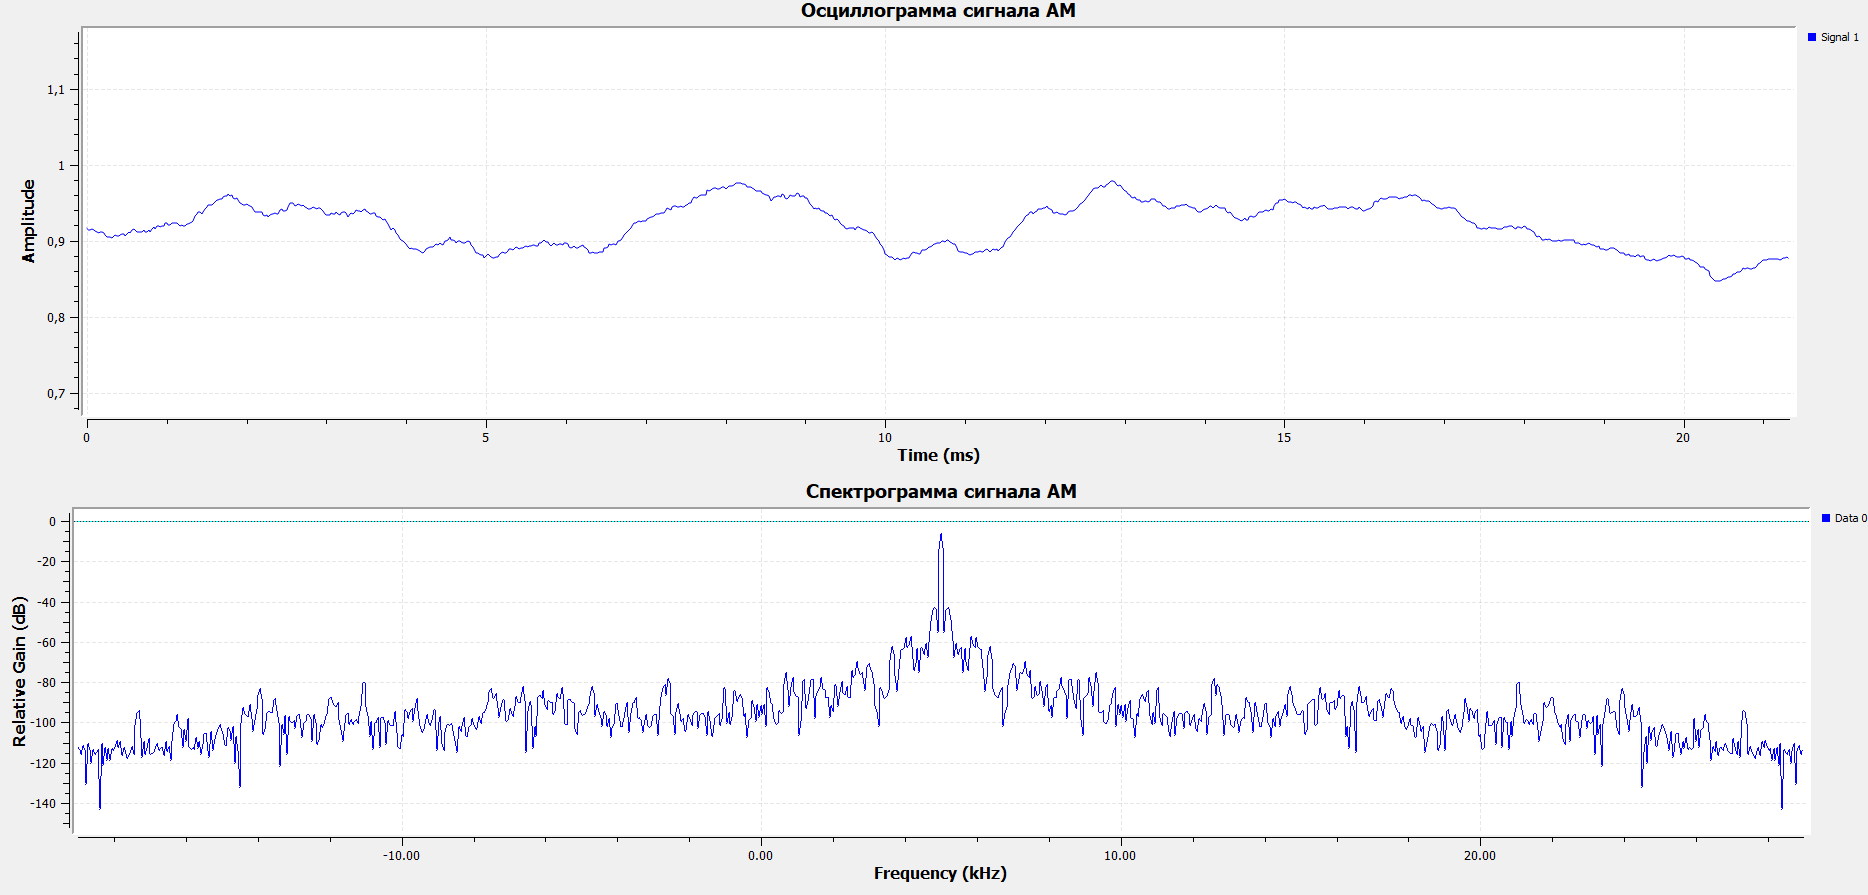 Осциллограмма сигнала АМ
Signal 1
Amplitude
1,1
1
0,9
0,8
0,7
0
5
10
15
20
Time (ms)
Спектрограмма сигнала АМ
Data 0
Relative Gain (dB)
0
-20
-40
-60
-80
-100
-120
-140
-10.00
0.00
10.00
20.00
Frequency (kHz)